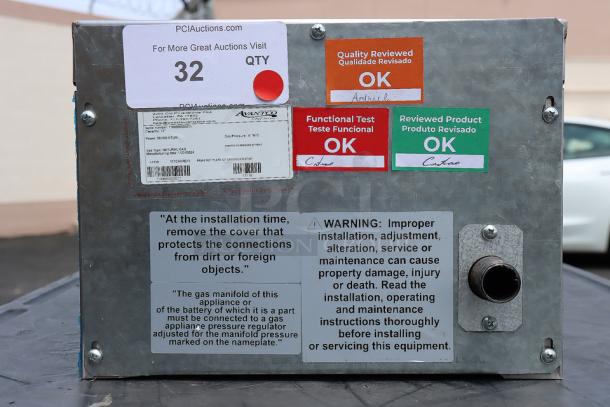 PCIAuctions.com
For More Great Auctions Visit
32
QTY
PCIAuctions.com
AVANTCO
Quality Reviewed
Qualidade Revisado
OK
Functional Test
Teste Funcional
OK
Reviewed Product
Produto Revisado
OK
"At the installation time,
remove the cover that
protects the connections
from dirt or foreign
objects."
"The gas manifold of this
appliance or
of the battery of which it is a part
must be connected to a gas
appliance pressure regulator
adjusted for the manifold pressure
marked on the nameplate."
WARNING: Improper
installation, adjustment,
alteration, service or
maintenance can cause
property damage, injury
or death. Read the
installation, operating
and maintenance
instructions thoroughly
before installing
or servicing this equipment.